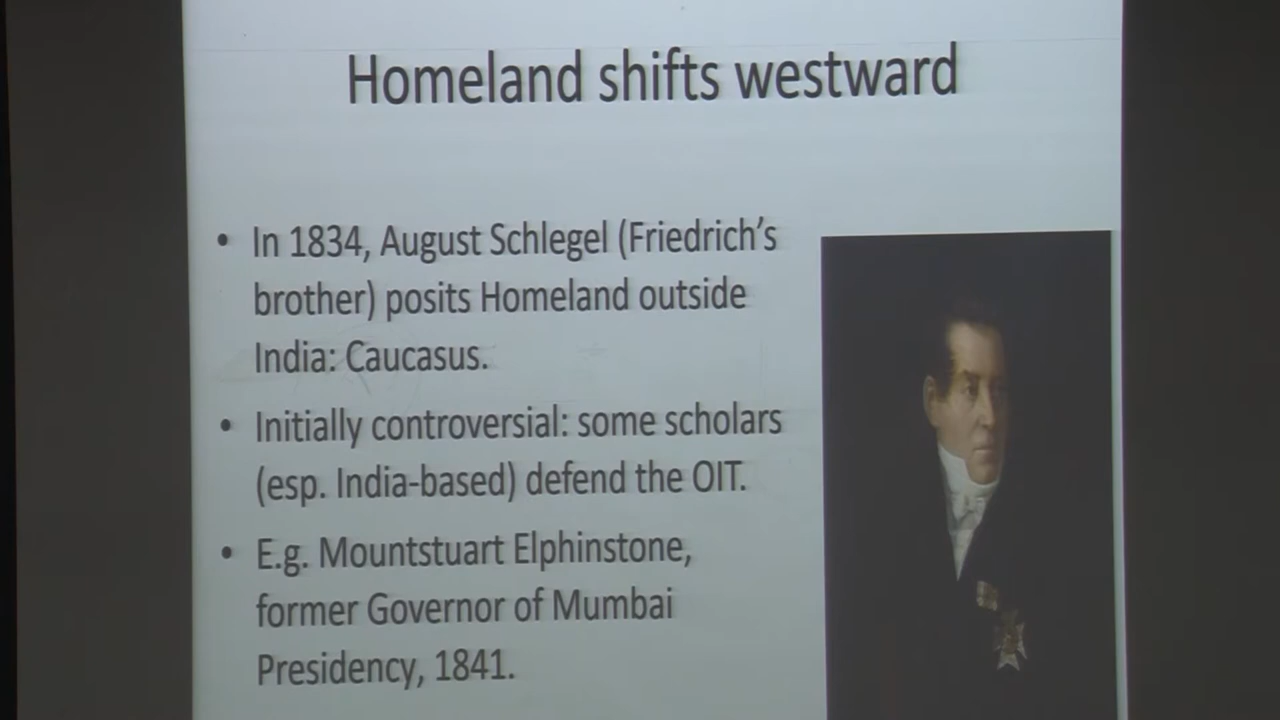 Homeland shifts westward
• In 1834, August Schlegel (Friedrich's
brother) posits Homeland outside
India: Caucasus.
• Initially controversial: some scholars
(esp. India-based) defend the OIT.
• E.g. Mountstuart Elphinstone,
former Governor of Mumbai
Presidency, 1841.